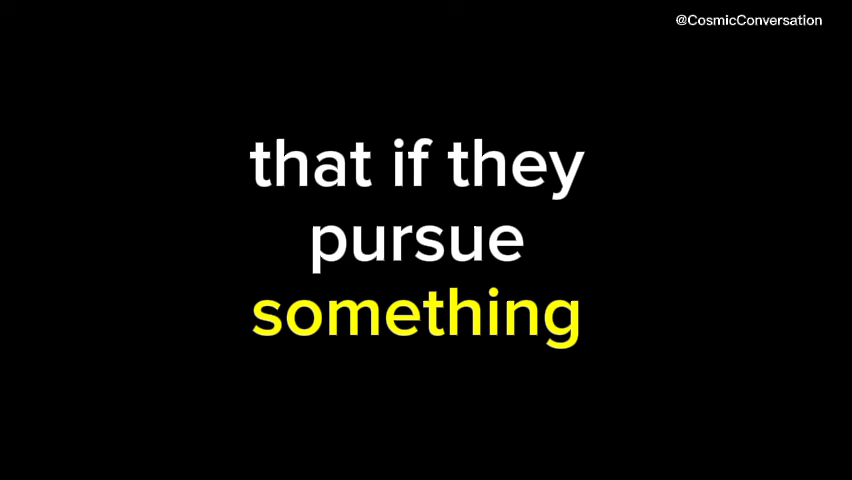 @CosmicConversation
that if they
pursue
something